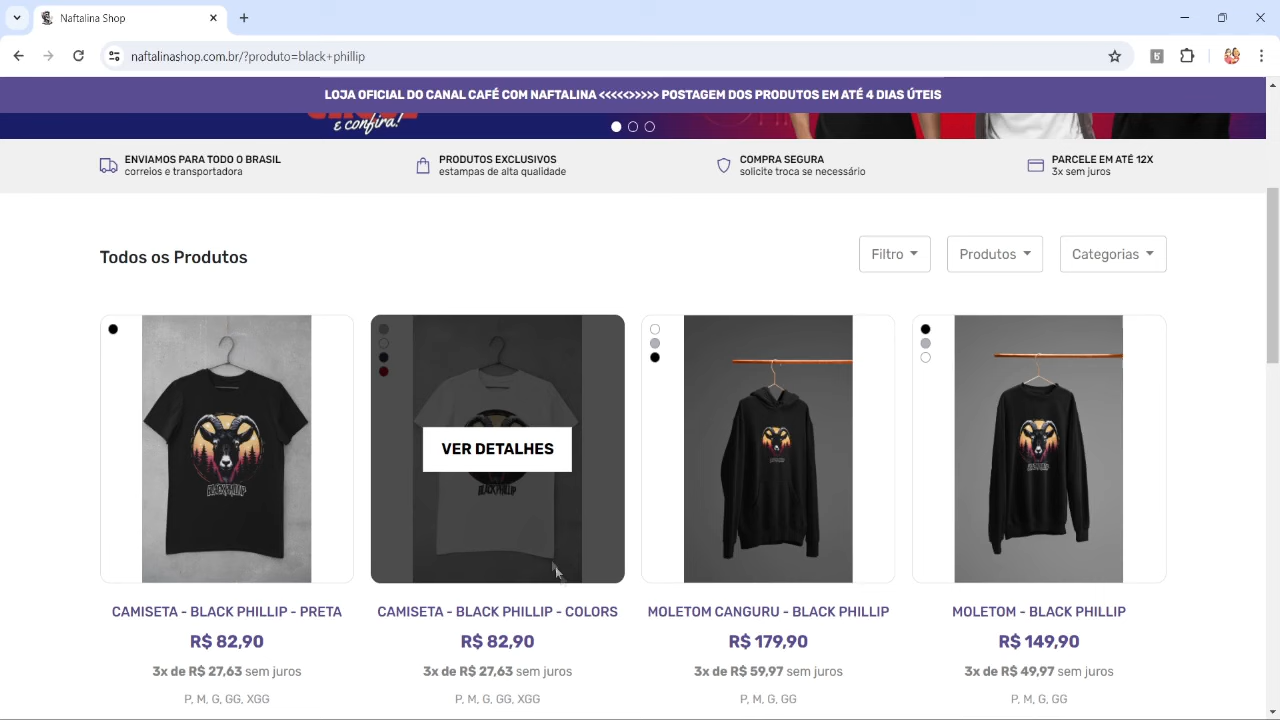 Naftalina Shop
naftalinashop.com.br/?produto=black+phillip
LOJA OFICIAL DO CANAL CAFÉ COM NAFTALINA <<<<>>>>> POSTAGEM DOS PRODUTOS EM ATÉ 4 DIAS ÚTEIS
E confira!
ENVIAMOS PARA TODO O BRASIL
correios e transportadora
PRODUTOS EXCLUSIVOS
estampas de alta qualidade
COMPRA SEGURA
solicite troca se necessário
PARCELE EM ATÉ 12X
3x sem juros
Todos os Produtos
Filtro
Produtos
Categorias
BLACK PHILLIP
VER DETALHES
BLACK PHILLIP
CAMISETA - BLACK PHILLIP - PRETA
R$ 82,90
3x de R$ 27,63 sem juros
P, M, G, GG, XGG
CAMISETA - BLACK PHILLIP - COLORS
R$ 82,90
3x de R$ 27,63 sem juros
P, M, G, GG, XGG
MOLETOM CANGURU - BLACK PHILLIP
R$ 179,90
3x de R$ 59,97 sem juros
P, M, G, GG
MOLETOM - BLACK PHILLIP
R$ 149,90
3x de R$ 49,97 sem juros
P, M, G, GG